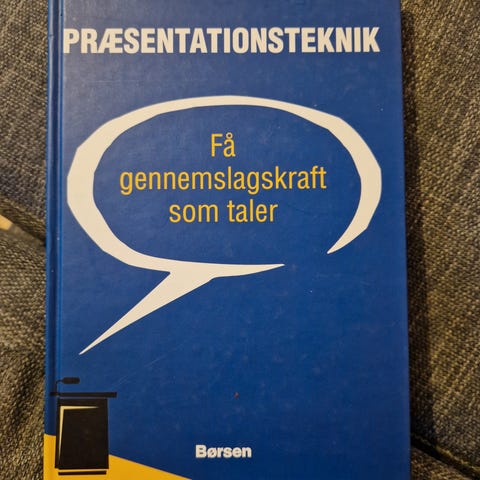 PRÆSENTATIONSTEKNIK
Få
gennemslagskraft
som taler
Børsen